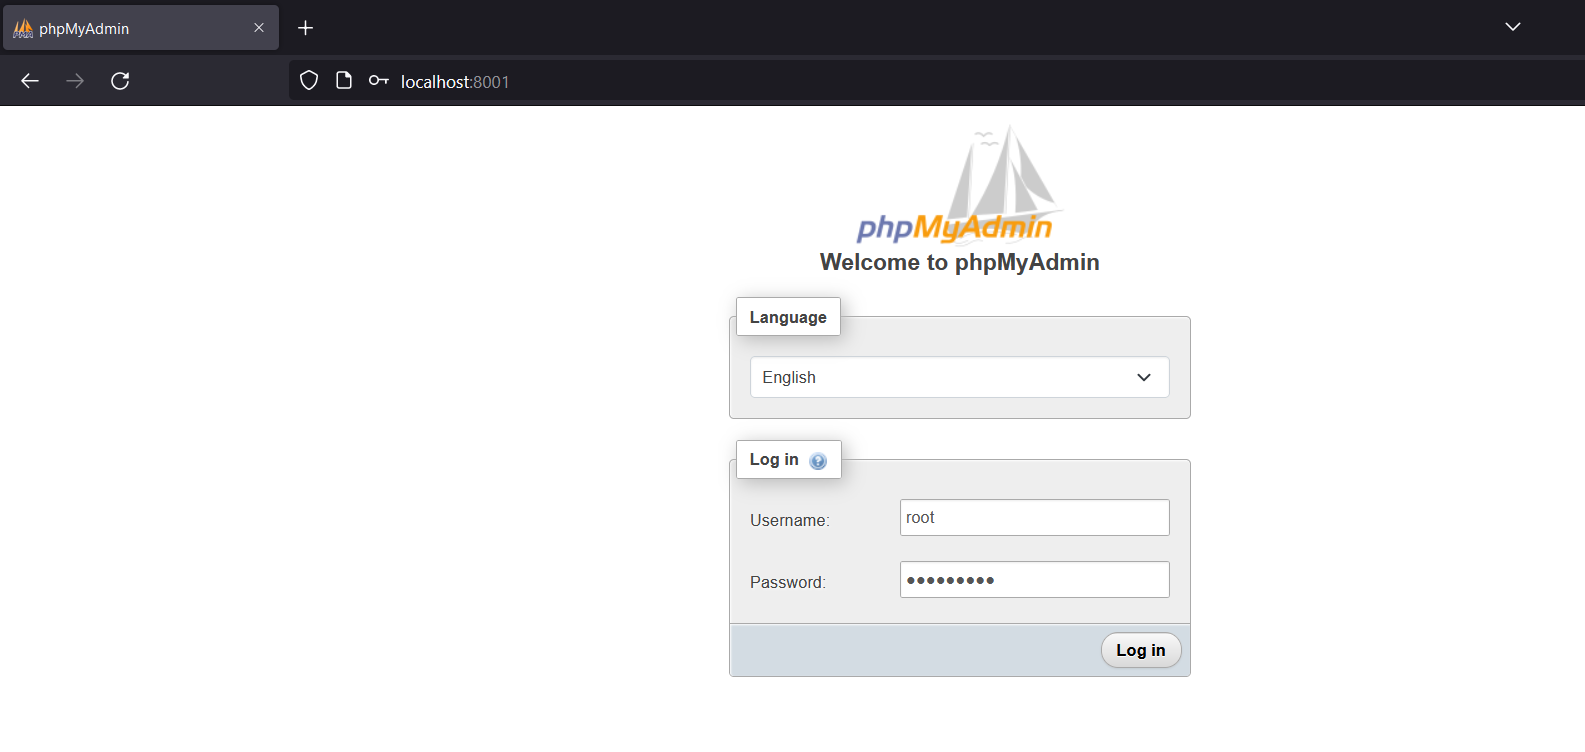 phpMyAdmin
localhost:8001
phpMyAdmin
Welcome to phpMyAdmin
Language
English
Log in
Username:
root
Password:
•••••••••
Log in